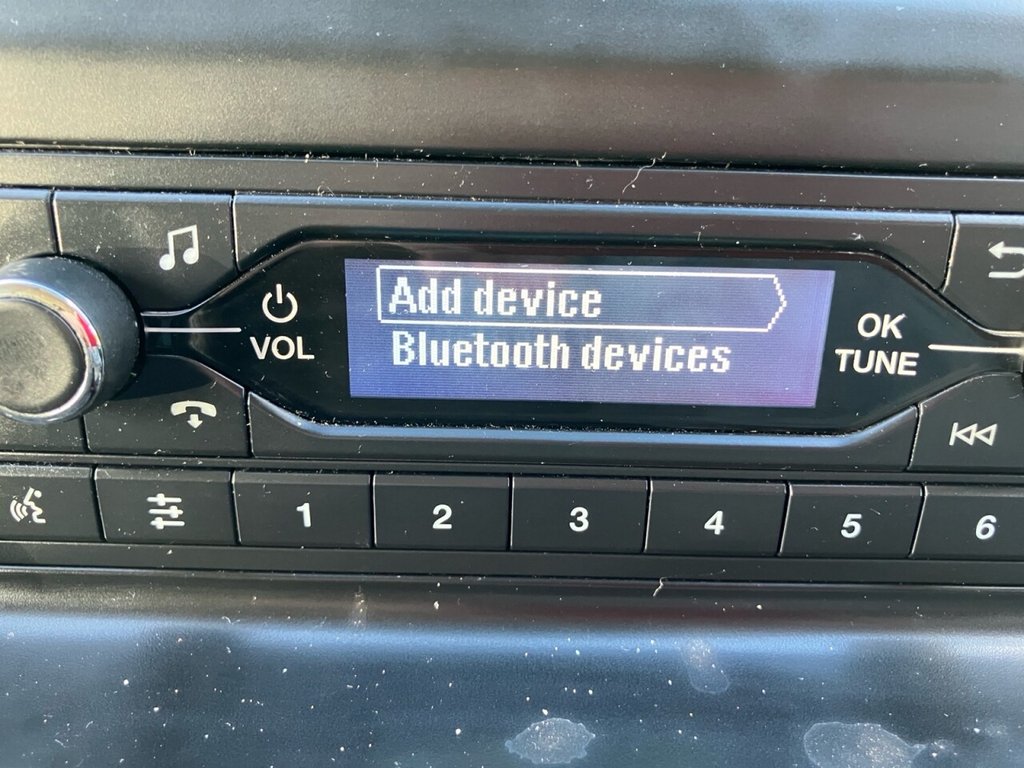 Add device
Bluetooth devices
VOL
OK
TUNE
1 2 3 4 5 6